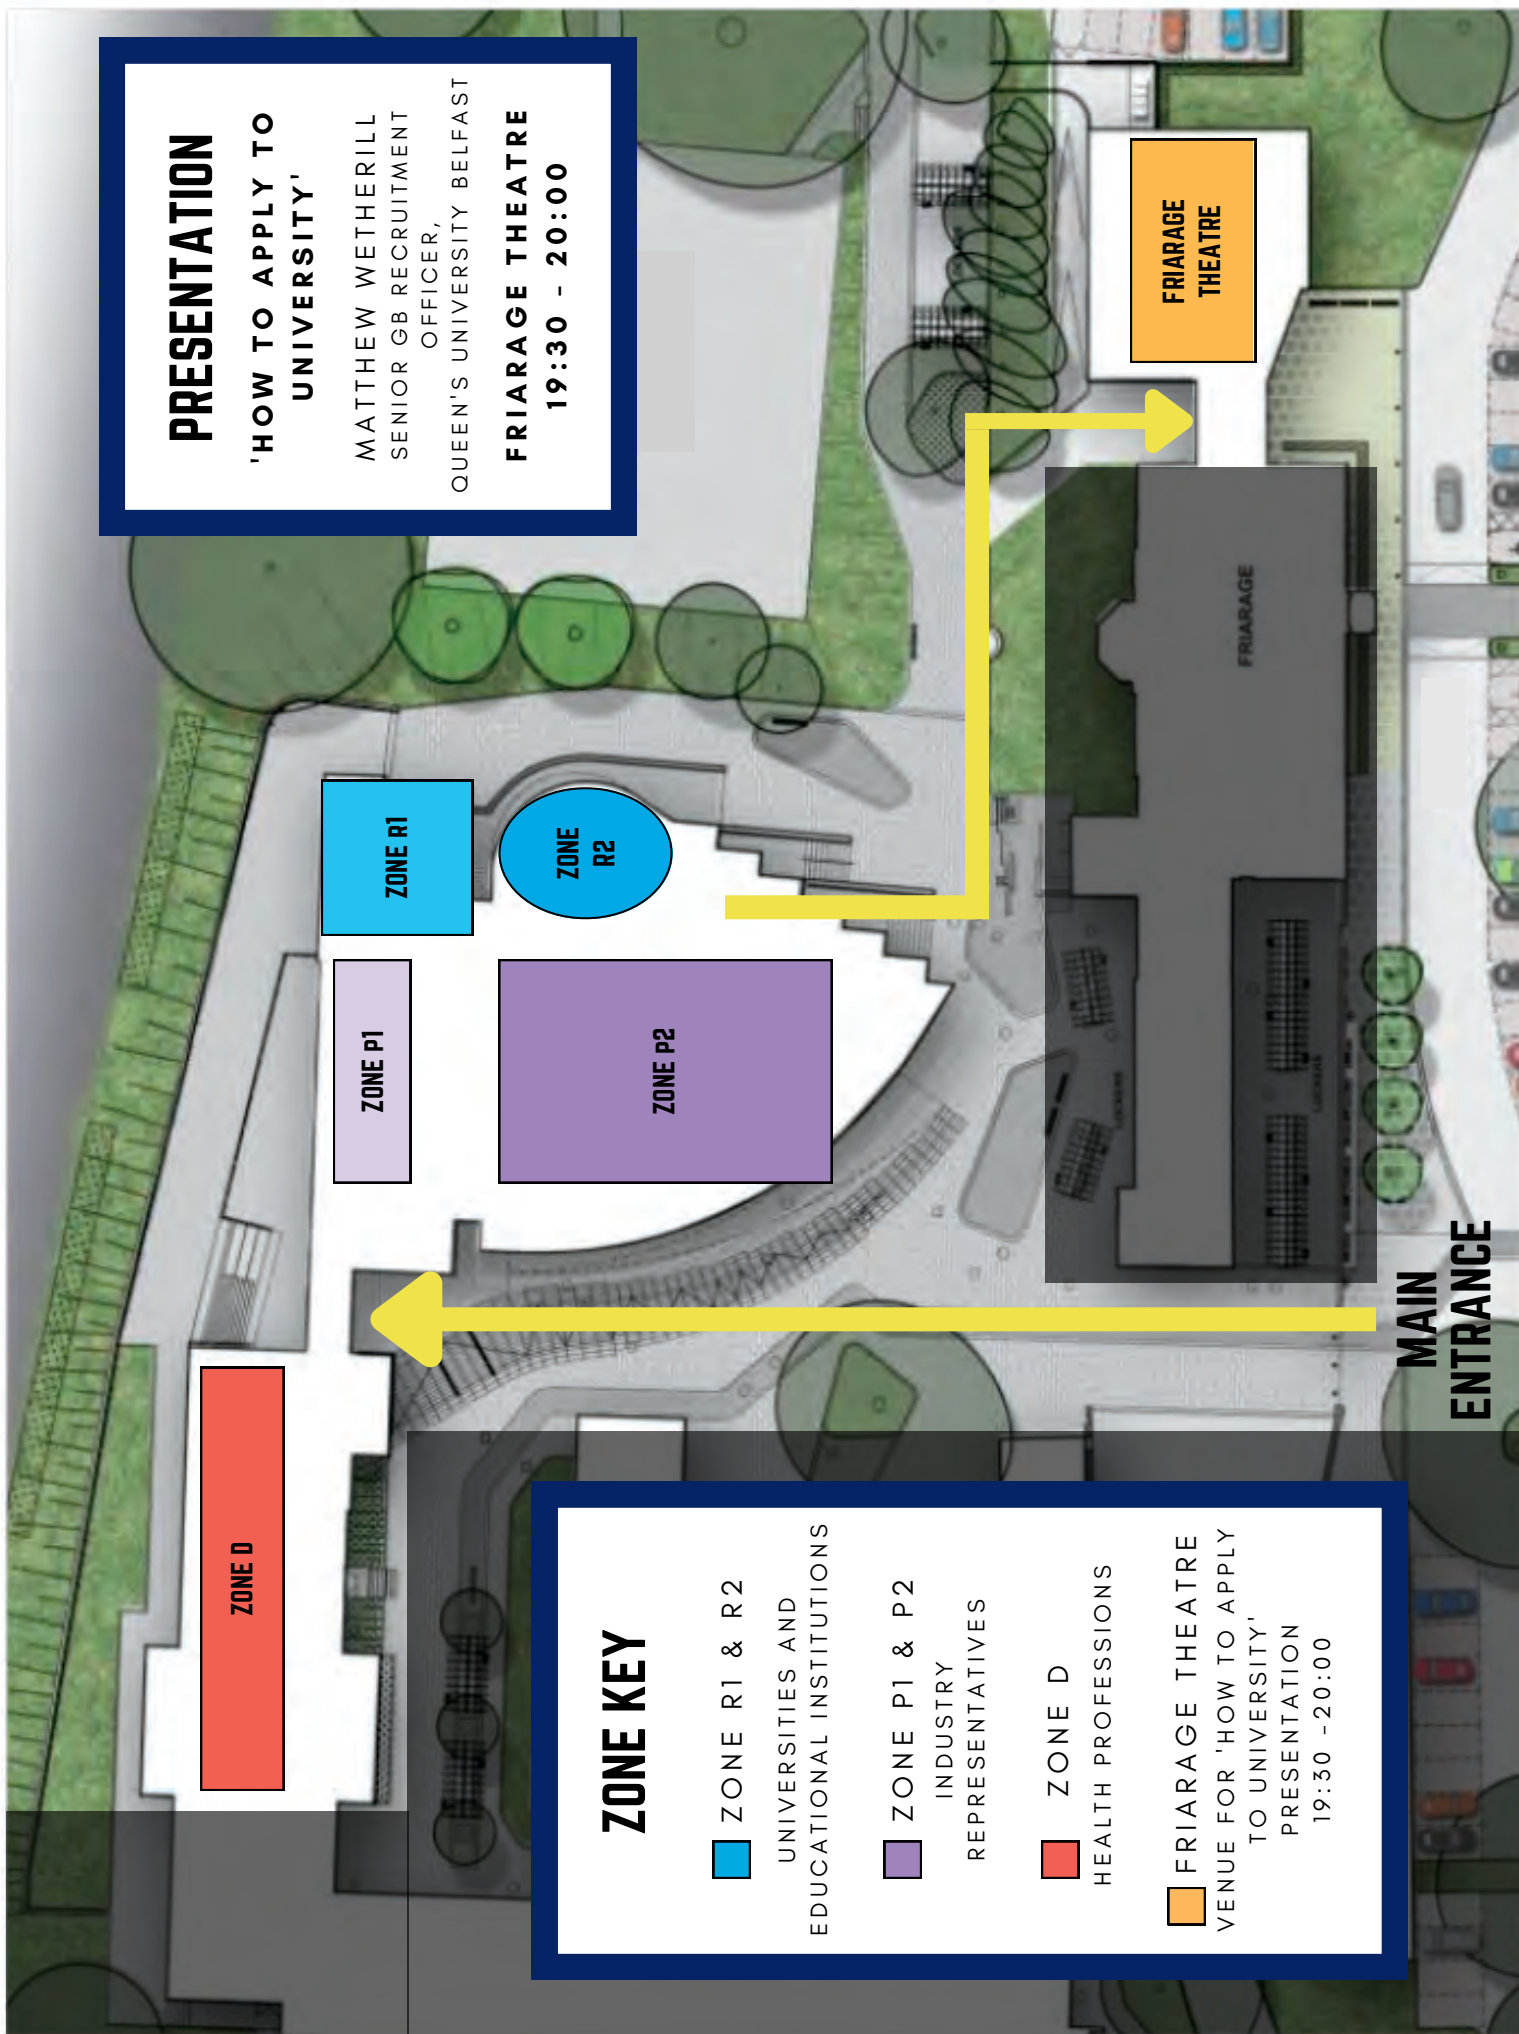 PRESENTATION
'HOW TO APPLY TO
UNIVERSITY'
MATTHEW WETHERILL
SENIOR GB RECRUITMENT
OFFICER,
QUEEN'S UNIVERSITY BELFAST
FRIARAGE THEATRE
19:30 - 20:00
FRIARAGE
THEATRE
FRIARAGE
ZONE R1
ZONE
R2
ZONE P1
ZONE P2
LOCKERS
LOCKERS
MAIN
ENTRANCE
ZONE D
ZONE KEY
ZONE R1 & R2
UNIVERSITIES AND
EDUCATIONAL INSTITUTIONS
ZONE P1 & P2
INDUSTRY
REPRESENTATIVES
ZONE D
HEALTH PROFESSIONS
FRIARAGE THEATRE
VENUE FOR 'HOW TO APPLY
TO UNIVERSITY'
PRESENTATION
19:30 -20:00